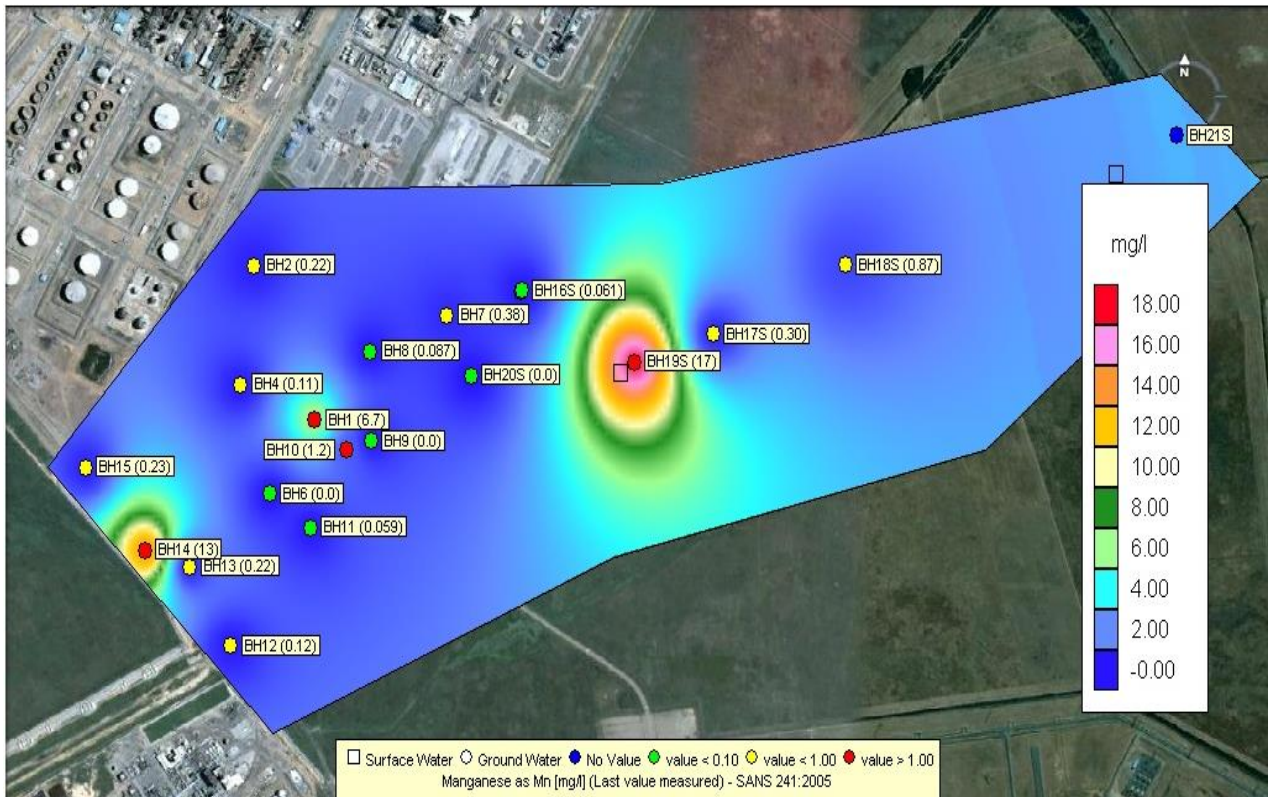 N
BH21S
mg/l
BH2 (0.22)
BH18S (0.87)
BH16S (0.061)
18.00
BH7 (0.38)
BH17S (0.30)
16.00
BH8 (0.087)
BH19S (17)
BH20S (0.0)
14.00
BH4 (0.11)
BH1 (6.7)
12.00
BH9 (0.0)
BH10 (1.2)
BH15 (0.23)
10.00
BH6 (0.0)
8.00
BH11 (0.059)
BH14 (13)
6.00
BH13 (0.22)
4.00
BH12 (0.12)
2.00
-0.00
Surface Water Ground Water No Value value < 0.10 value < 1.00 value > 1.00
Manganese as Mn [mg/l] (Last value measured) - SANS 241:2005